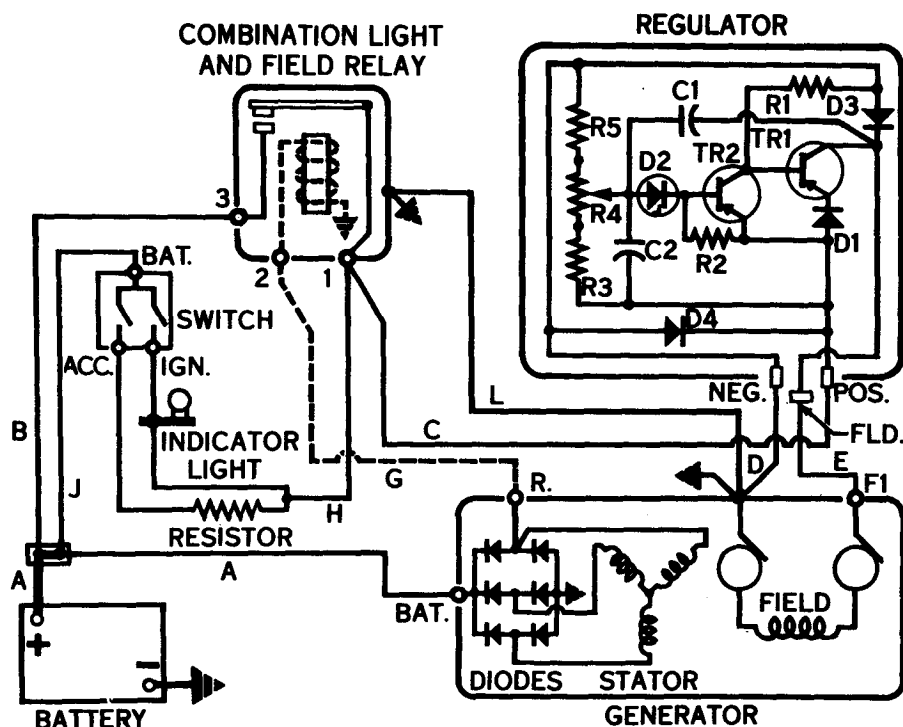 COMBINATION LIGHT
AND FIELD RELAY
REGULATOR
C1
R1
D3
R5
TR1
TR2
D2
R4
3
D1
C2
R2
R3
2
1
BAT.
D4
SWITCH
ACC.
IGN.
NEG.
POS.
L
B
C
FLD.
INDICATOR
LIGHT
D
E
J
G
R.
F1
H
RESISTOR
A
A
BAT.
FIELD
+
-
DIODES
STATOR
BATTERY
GENERATOR